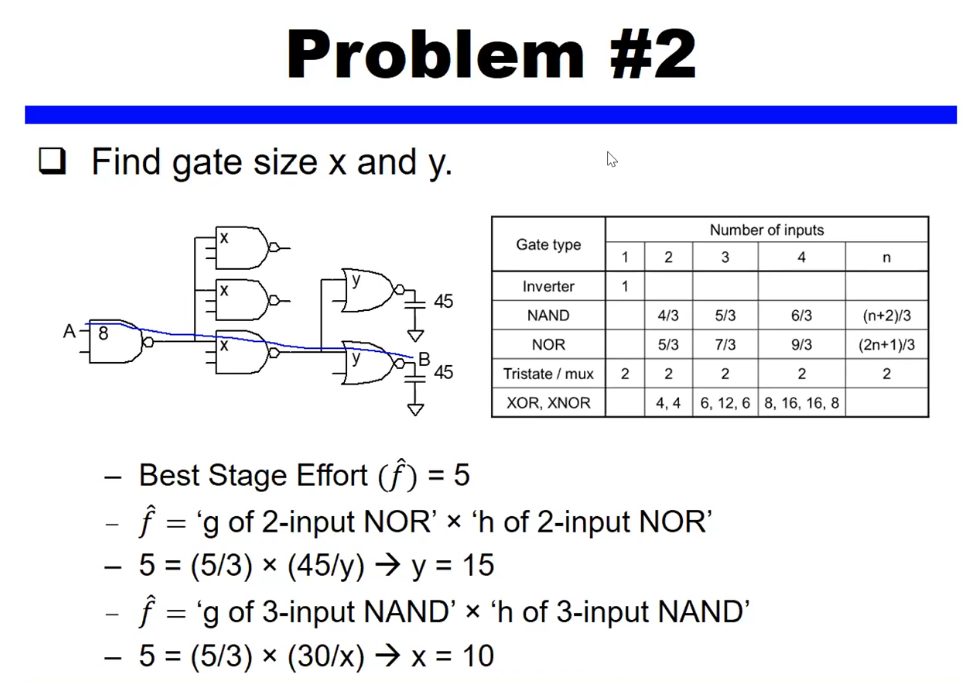 Problem #2
Find gate size x and y.
x
x
A 8 x
y 45
y B 45
Gate type Number of inputs
1 2 3 4 n
Inverter 1
NAND 4/3 5/3 6/3 (n+2)/3
NOR 5/3 7/3 9/3 (2n+1)/3
Tristate / mux 2 2 2 2 2
XOR, XNOR 4, 4 6, 12, 6 8, 16, 16, 8
– Best Stage Effort (f̂) = 5
– f̂ = ‘g of 2-input NOR’ × ‘h of 2-input NOR’
– 5 = (5/3) × (45/y) → y = 15
– f̂ = ‘g of 3-input NAND’ × ‘h of 3-input NAND’
– 5 = (5/3) × (30/x) → x = 10